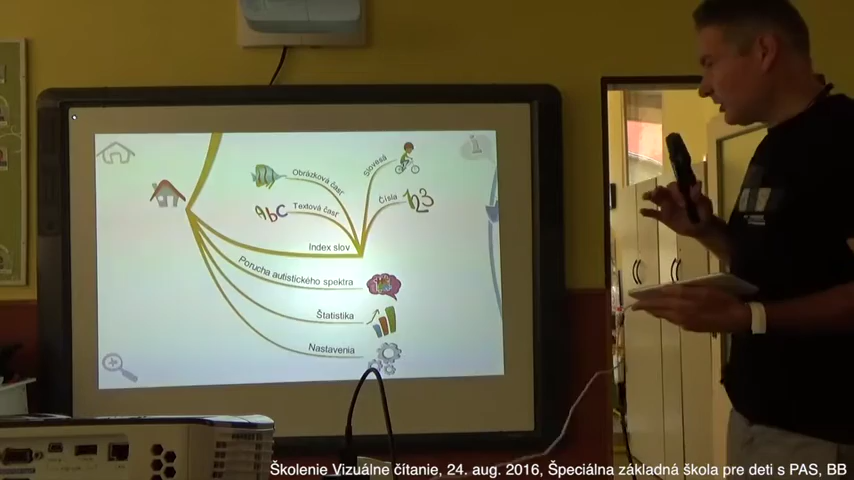 Obrázková časť
Slovesá
AbC
Textová časť
Čísla
123
Index slov
Porucha autistického spektra
Štatistika
Nastavenia
Školenie Vizuálne čítanie, 24. aug. 2016, Špeciálna základná škola pre deti s PAS, BB